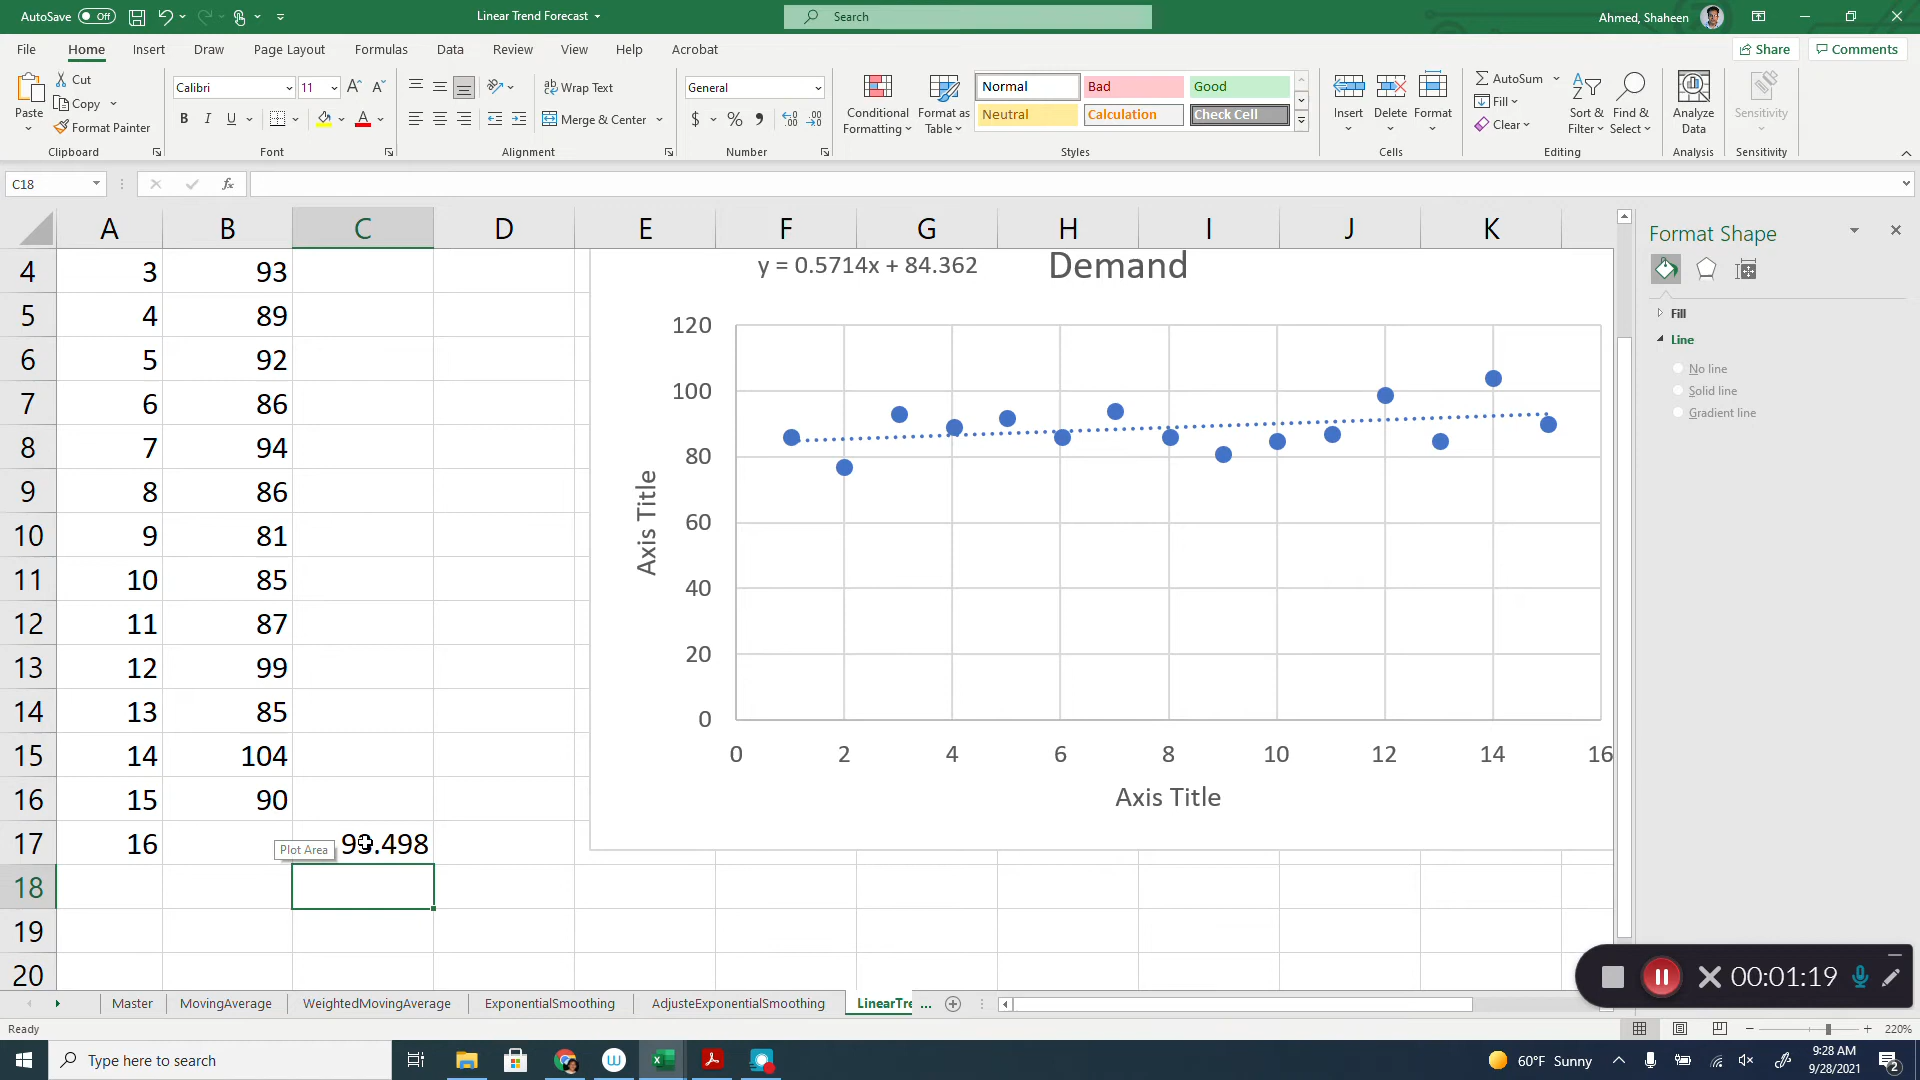 AutoSave Off Linear Trend Forecast Search Ahmed, Shaheen
File Home Insert Draw Page Layout Formulas Data Review View Help Acrobat Share Comments
Paste Cut Copy Format Painter
Calibri 11
B I U
Wrap Text
Merge & Center
General
$ %
Conditional Formatting Format as Table
Normal Bad Good
Neutral Calculation Check Cell
Insert Delete Format
AutoSum
Fill
Clear
Sort & Filter Find & Select
Analyze Data
Sensitivity
Clipboard Font Alignment Number Styles Cells Editing Analysis Sensitivity
C18 fx
A B C D E F G H I J K
4 3 93
5 4 89
6 5 92
7 6 86
8 7 94
9 8 86
10 9 81
11 10 85
12 11 87
13 12 99
14 13 85
15 14 104
16 15 90
17 16
18
19
20
Plot Area
y = 0.5714x + 84.362
Demand
120
100
80
60
40
20
0
0 2 4 6 8 10 12 14 16
Axis Title
Axis Title
Format Shape
Fill
Line
No line
Solid line
Gradient line
00:01:19
Master MovingAverage WeightedMovingAverage ExponentialSmoothing AdjusteExponentialSmoothing LinearTre ...
Ready 220%
Type here to search
60°F Sunny
9:28 AM
9/28/2021
2